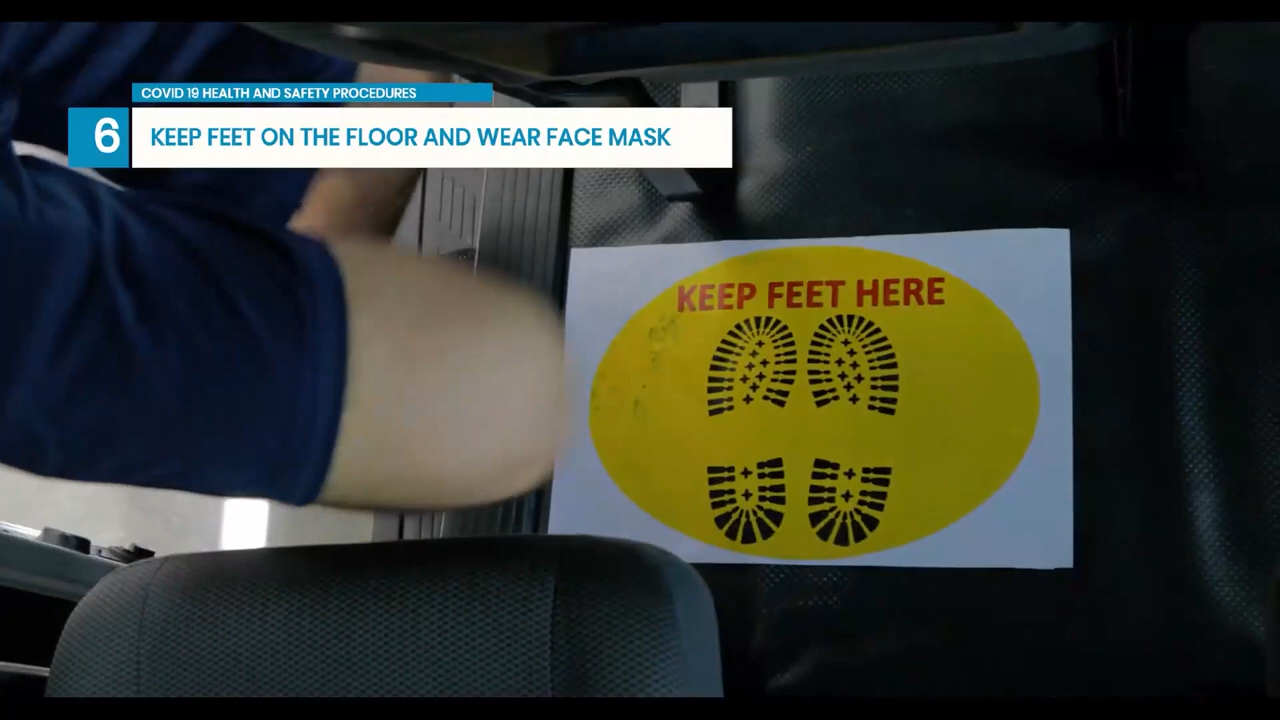 COVID 19 HEALTH AND SAFETY PROCEDURES
6
KEEP FEET ON THE FLOOR AND WEAR FACE MASK
KEEP FEET HERE